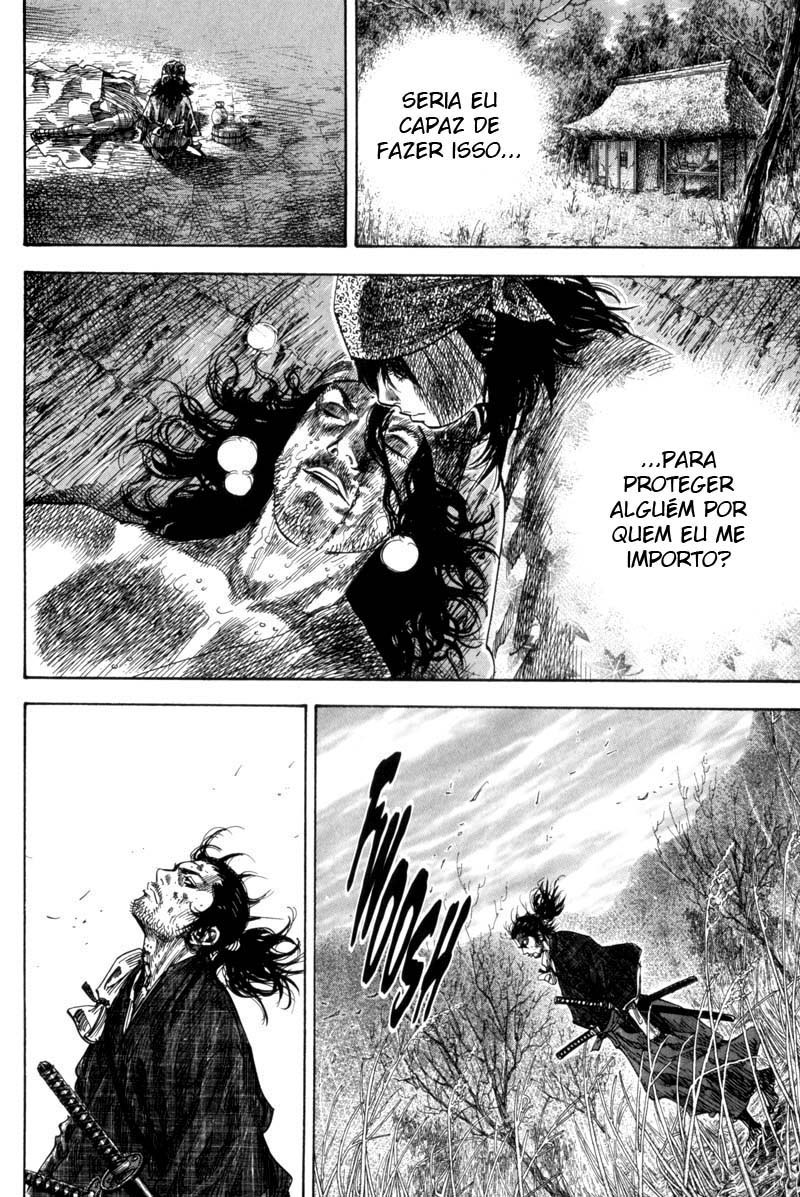 SERIA EU
CAPAZ DE
FAZER ISSO...
...PARA
PROTEGER
ALGUÉM POR
QUEM EU ME
IMPORTO?
FWOOSH